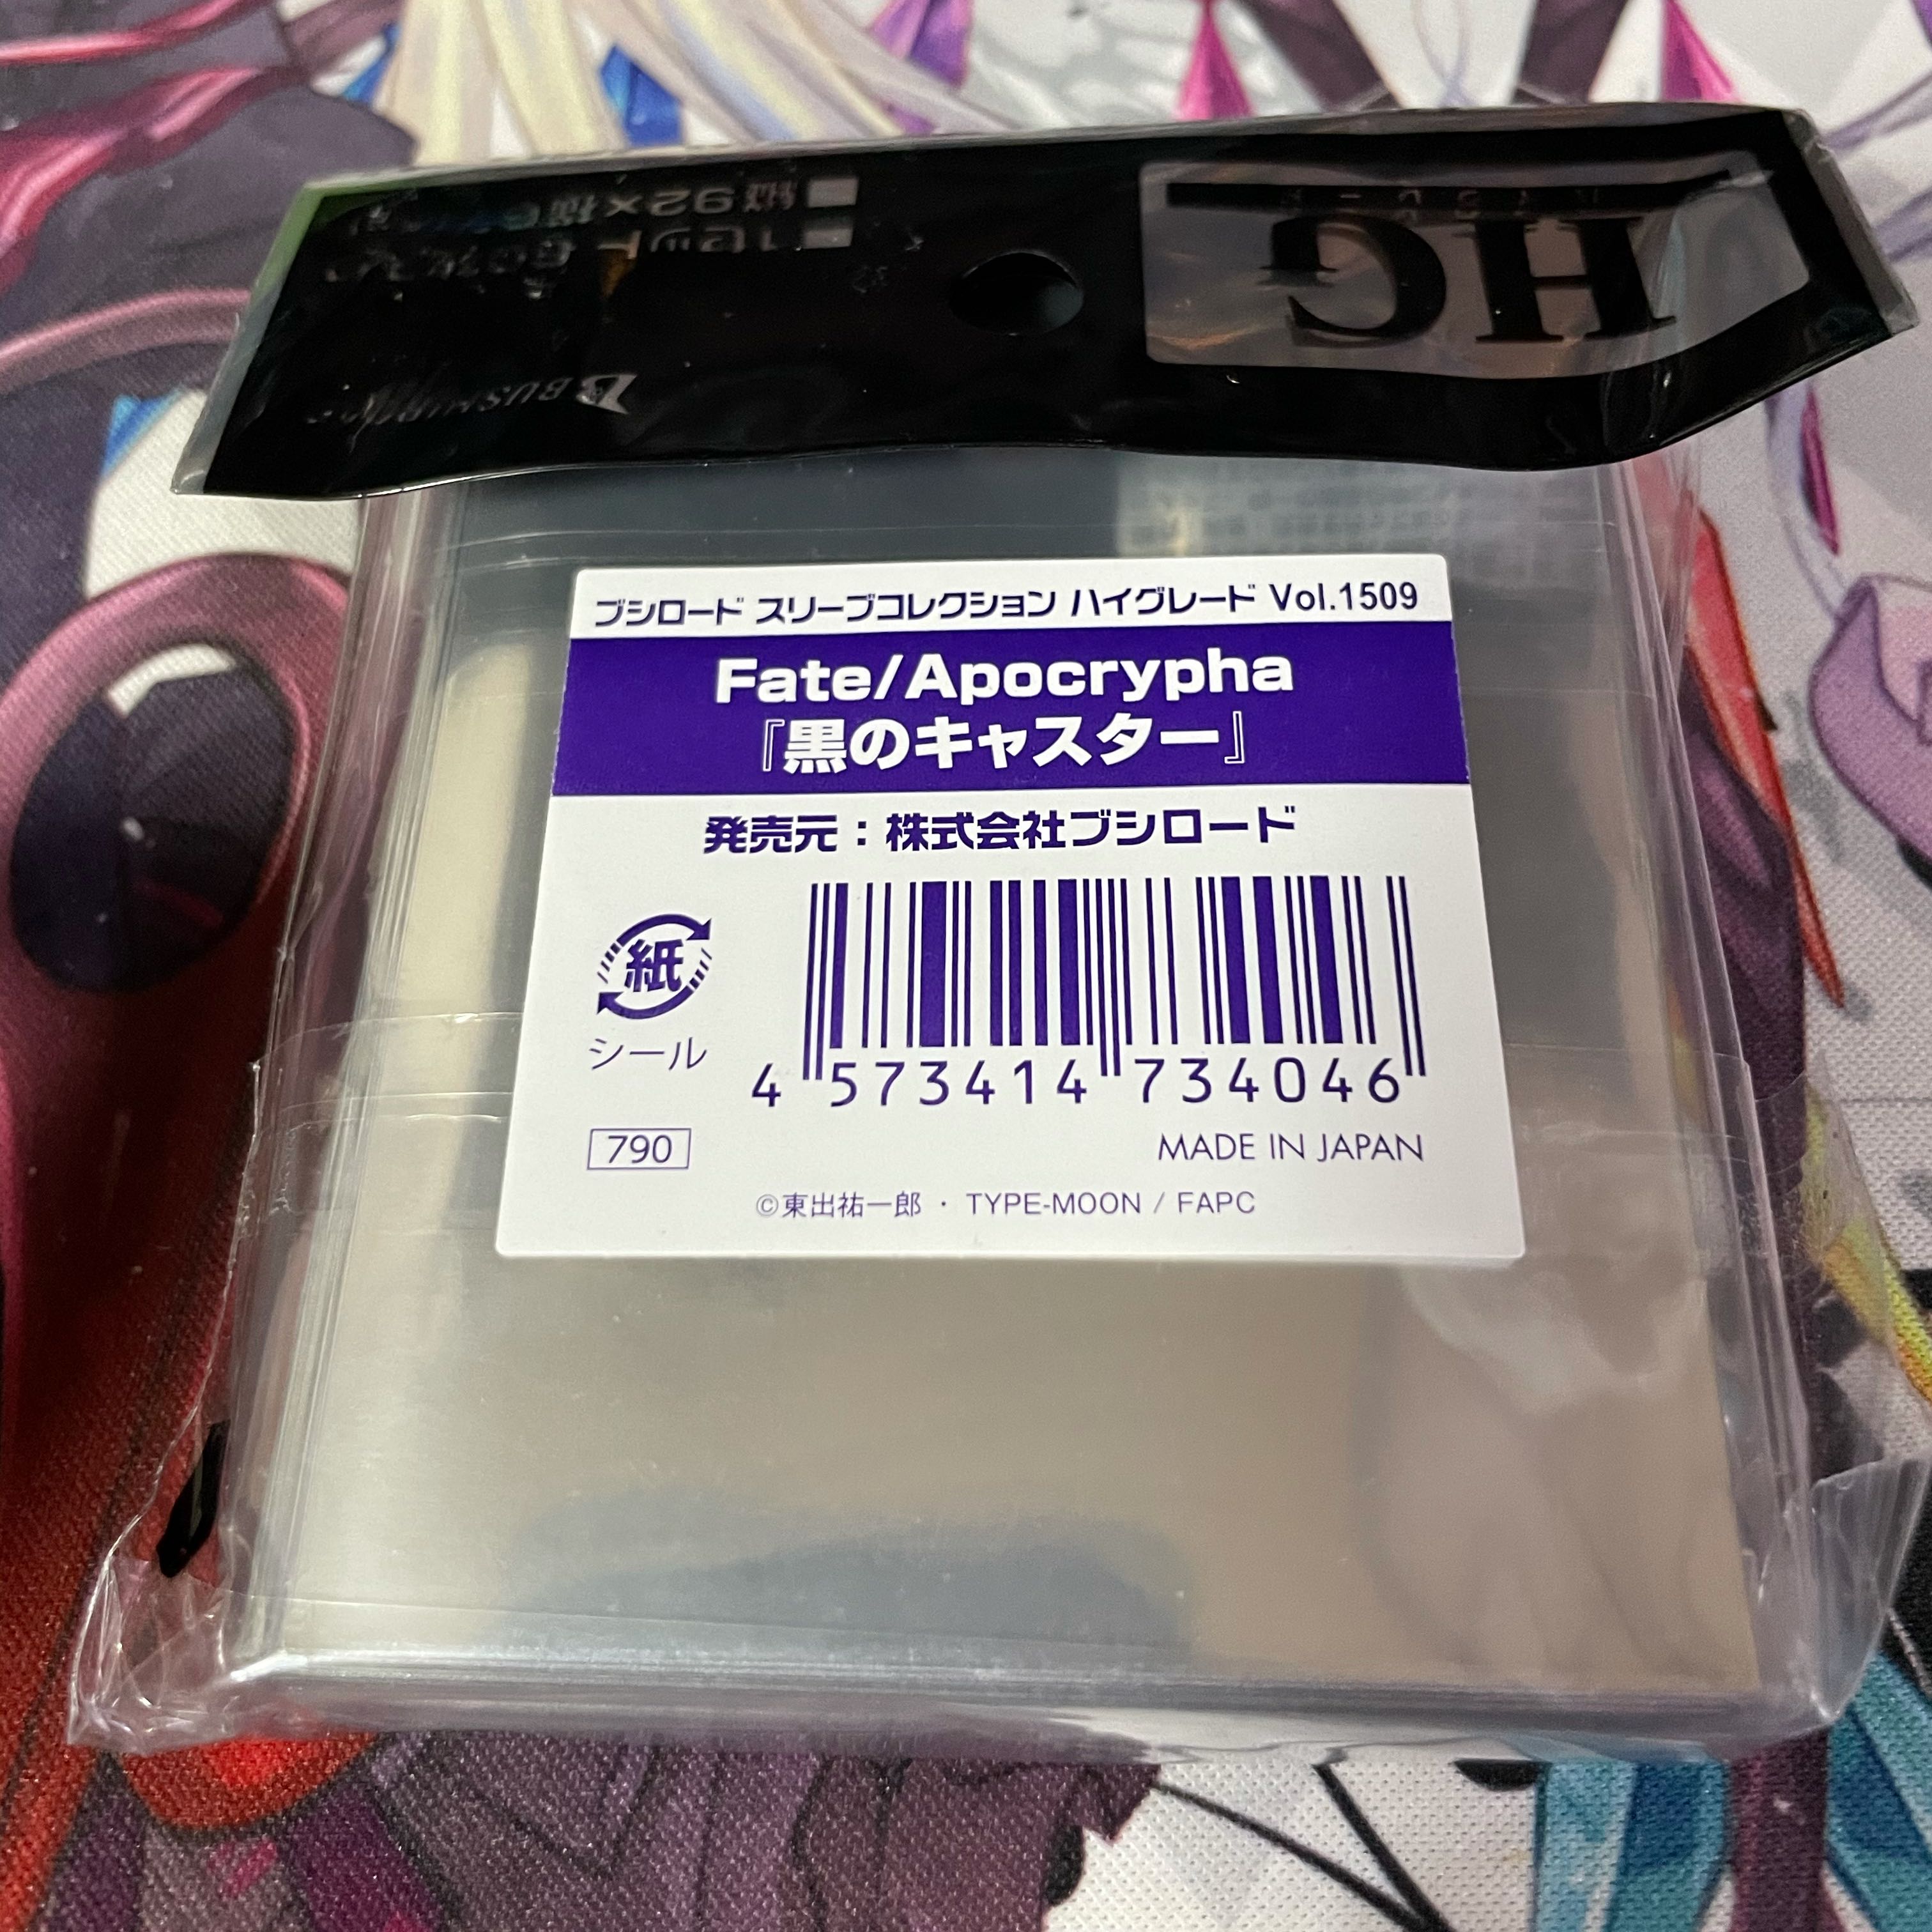 HG
BUSHIROAD
ブシロード スリーブコレクション ハイグレード Vol.1509
Fate/Apocrypha
『黒のキャスター』
発売元：株式会社ブシロード
紙
シール
4 573414 734046
790
MADE IN JAPAN
©東出祐一郎 ・ TYPE-MOON / FAPC